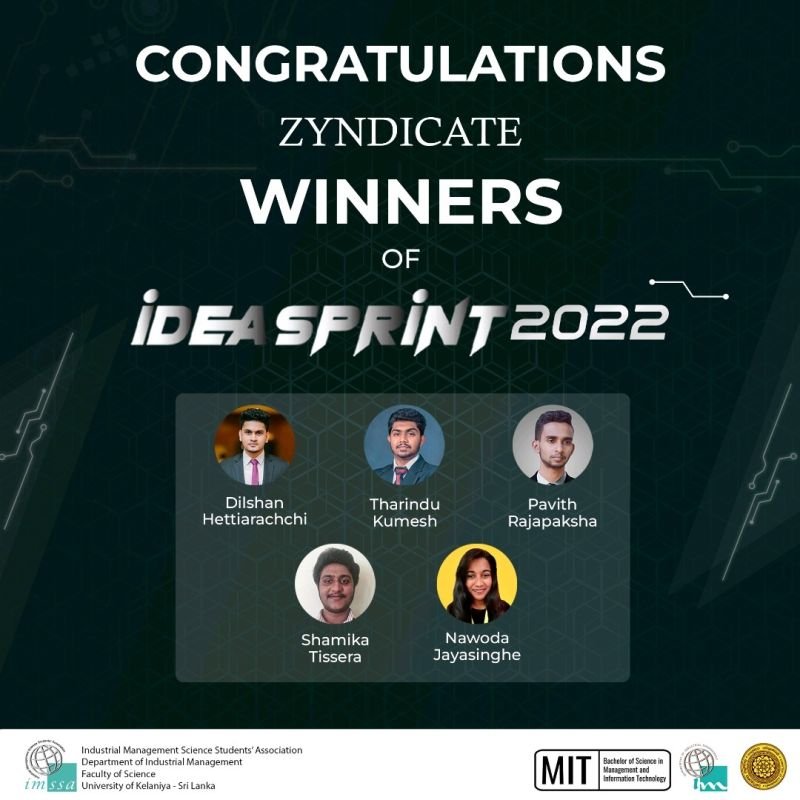 CONGRATULATIONS
ZYNDICATE
WINNERS
OF
iDEA SPRiNT 2022
Dilshan
Hettiarachchi
Tharindu
Kumesh
Pavith
Rajapaksha
Shamika
Tissera
Nawoda
Jayasinghe
imssa
Industrial Management Science Students' Association
Department of Industrial Management
Faculty of Science
University of Kelaniya - Sri Lanka
MIT
Bachelor of Science in
Management and
Information Technology
im